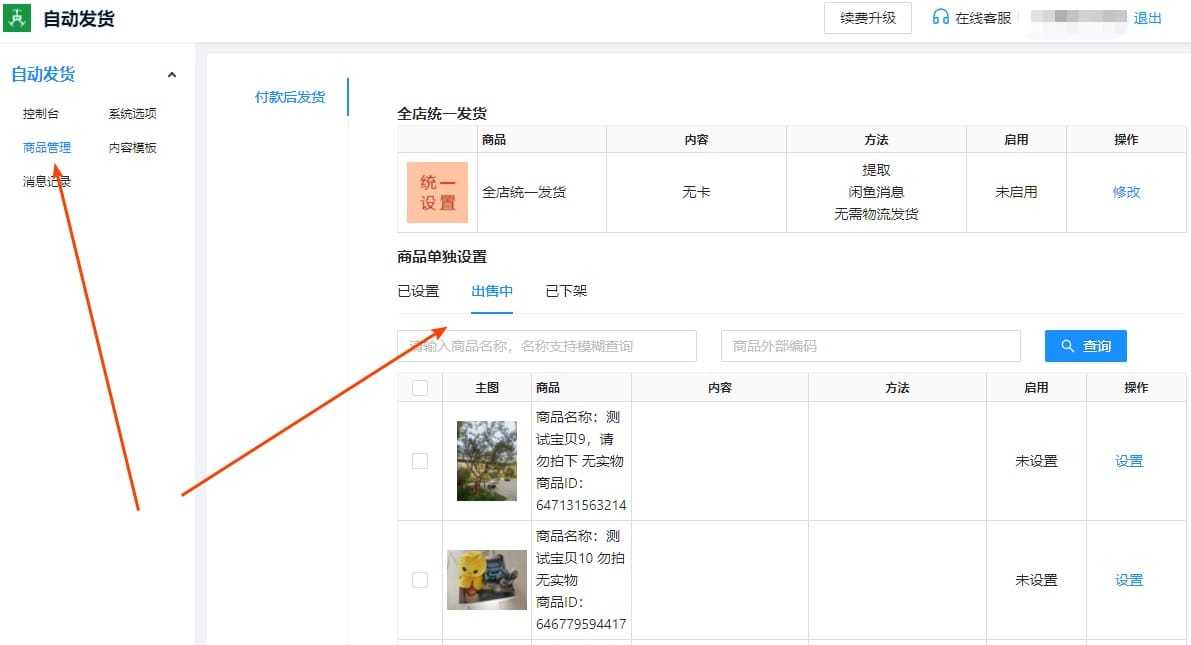 自动发货
续费升级
在线客服
退出
自动发货
控制台
系统选项
商品管理
内容模板
消息记录
付款后发货
全店统一发货
商品 内容 方法 启用 操作
统一
设置
全店统一发货
无卡
提取
闲鱼消息
无需物流发货
未启用
修改
商品单独设置
已设置 出售中 已下架
请输入商品名称，名称支持模糊查询
商品外部编码
查询
主图 商品 内容 方法 启用 操作
商品名称：测
试宝贝9，请
勿拍下 无实物
商品ID：
647131563214
未设置
设置
商品名称：测
试宝贝10 勿拍
无实物
商品ID：
646779594417
未设置
设置